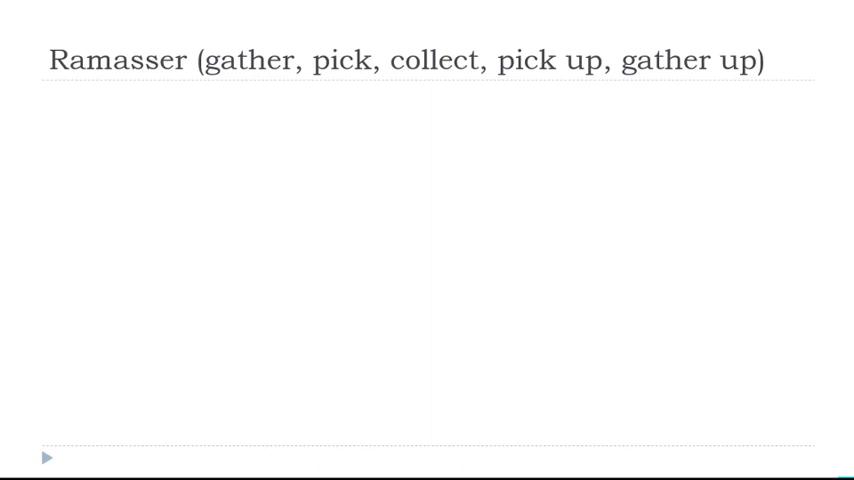 Ramasser (gather, pick, collect, pick up, gather up)